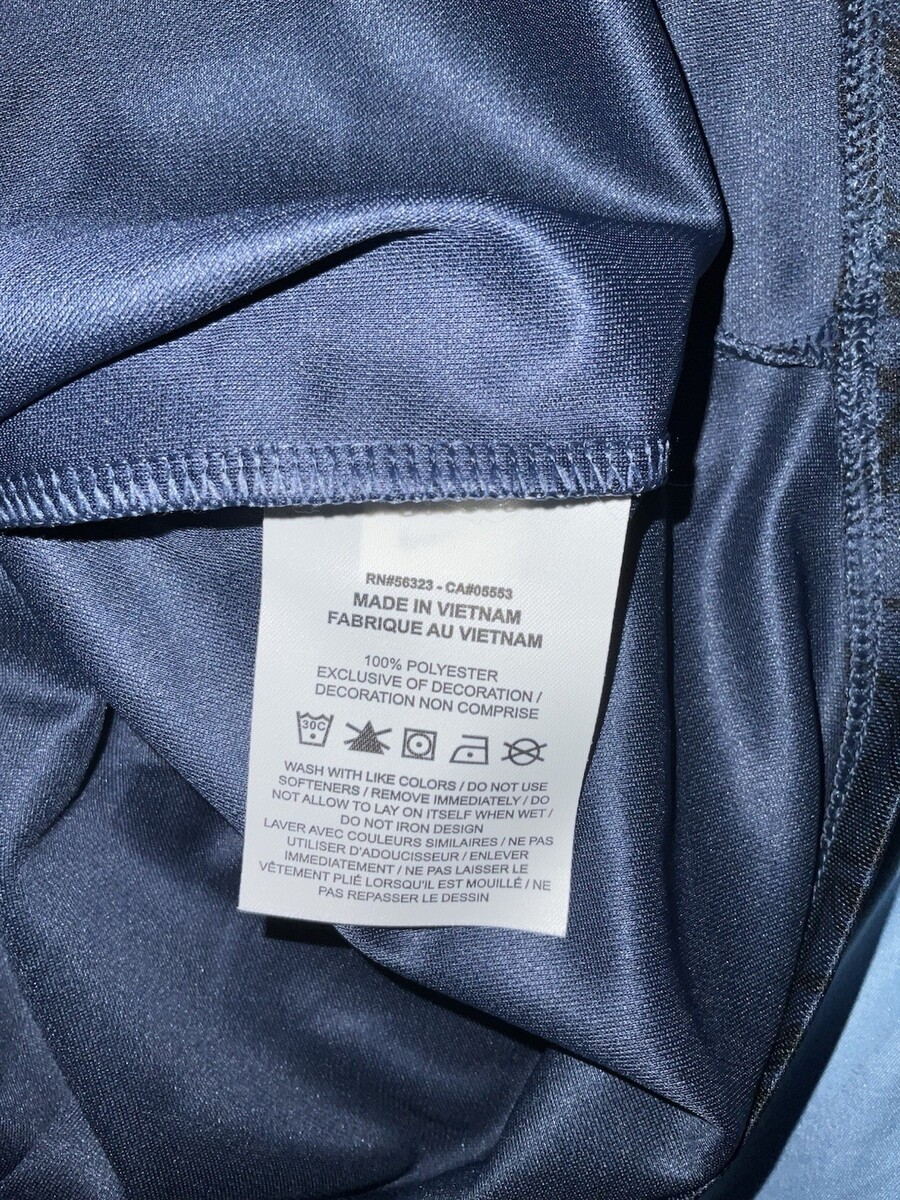 RN#56323 - CA#05553
MADE IN VIETNAM
FABRIQUE AU VIETNAM
100% POLYESTER
EXCLUSIVE OF DECORATION /
DECORATION NON COMPRISE
30C
WASH WITH LIKE COLORS / DO NOT USE
SOFTENERS / REMOVE IMMEDIATELY / DO
NOT ALLOW TO LAY ON ITSELF WHEN WET /
DO NOT IRON DESIGN
LAVER AVEC COULEURS SIMILAIRES / NE PAS
UTILISER D'ADOUCISSEUR / ENLEVER
IMMEDIATEMENT / NE PAS LAISSER LE
VÊTEMENT PLIÉ LORSQU'IL EST MOUILLÉ / NE
PAS REPASSER LE DESSIN